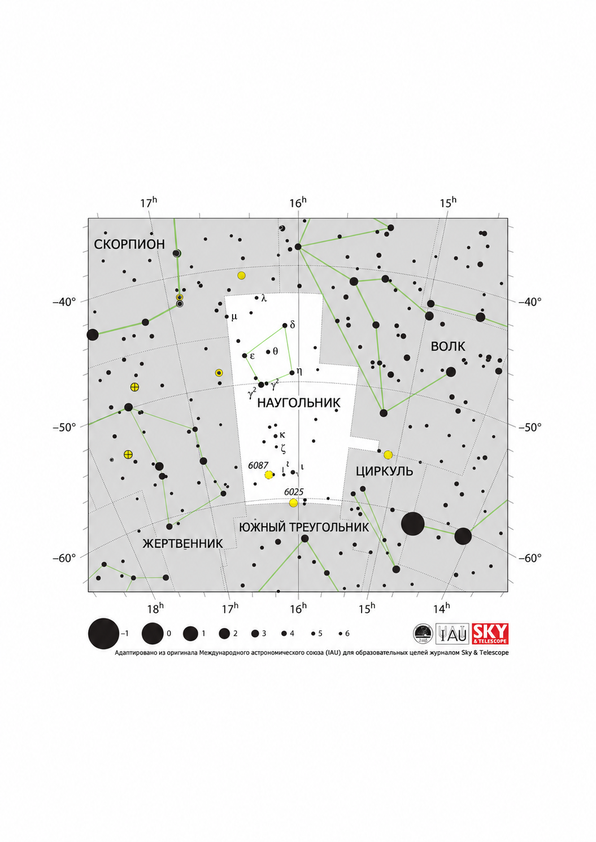 17h 16h 15h
СКОРПИОН
λ
−40° −40°
μ
δ
ВОЛК
ε θ
η
γ2 γ2
НАУГОЛЬНИК
−50° −50°
κ
ζ
6087 ι
ЦИРКУЛЬ
6025
ЮЖНЫЙ ТРЕУГОЛЬНИК
ЖЕРТВЕННИК
−60° −60°
18h 17h 16h 15h 14h
−1 0 1 2 3 4 5 6
IAU SKY
& TELESCOPE
Адаптировано из оригинала Международного астрономического союза (IAU) для образовательных целей журналом Sky & Telescope